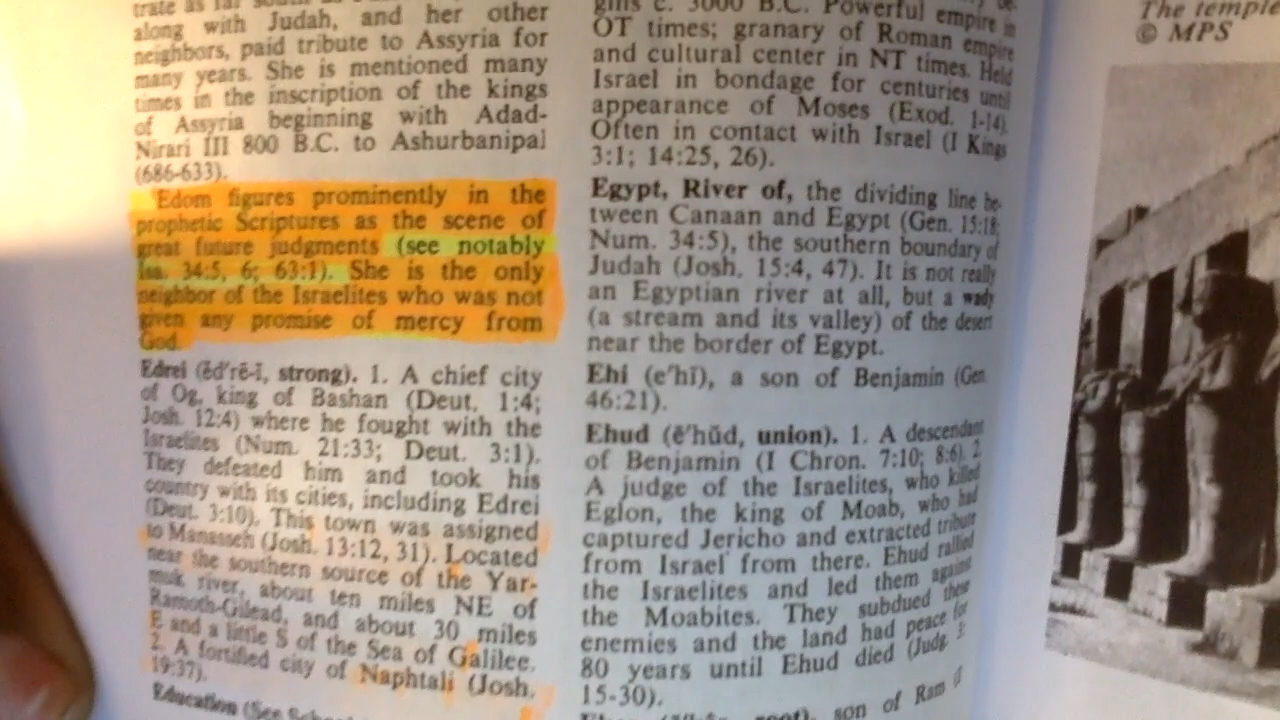 trate as far south as
along with Judah, and her other
neighbors, paid tribute to Assyria for
many years. She is mentioned many
times in the inscription of the kings
of Assyria beginning with Adad-
Nirari III 800 B.C. to Ashurbanipal
(686-633).
Edom figures prominently in the
prophetic Scriptures as the scene of
great future judgments (see notably
Isa. 34:5, 6; 63:1). She is the only
neighbor of the Israelites who was not
given any promise of mercy from
God.
Edrei (ĕd′rē-ī, strong). 1. A chief city
of Og, king of Bashan (Deut. 1:4;
Josh. 12:4) where he fought with the
Israelites (Num. 21:33; Deut. 3:1).
They defeated him and took his
country with its cities, including Edrei
(Deut. 3:10). This town was assigned
to Manasseh (Josh. 13:12, 31). Located
near the southern source of the Yar-
muk river, about ten miles NE of
Ramoth-Gilead, and about 30 miles
E and a little S of the Sea of Galilee.
2. A fortified city of Naphtali (Josh.
19:37).
Education (See
gins c. 3000 B.C. Powerful empire in
OT times; granary of Roman empire
and cultural center in NT times. Held
Israel in bondage for centuries until
appearance of Moses (Exod. 1-14).
Often in contact with Israel (I Kings
3:1; 14:25, 26).
Egypt, River of, the dividing line be-
tween Canaan and Egypt (Gen. 15:18;
Num. 34:5), the southern boundary of
Judah (Josh. 15:4, 47). It is not really
an Egyptian river at all, but a wady
(a stream and its valley) of the desert
near the border of Egypt.
Ehi (e′hī), a son of Benjamin (Gen.
46:21).
Ehud (ē′hŭd, union). 1. A descendant
of Benjamin (I Chron. 7:10; 8:6). 2.
A judge of the Israelites, who killed
Eglon, the king of Moab, who had
captured Jericho and extracted tribute
from Israel from there. Ehud rallied
the Israelites and led them against
the Moabites. They subdued these
enemies and the land had peace for
80 years until Ehud died (Judg. 3:
15-30).
son of Ram
The temple
© MPS